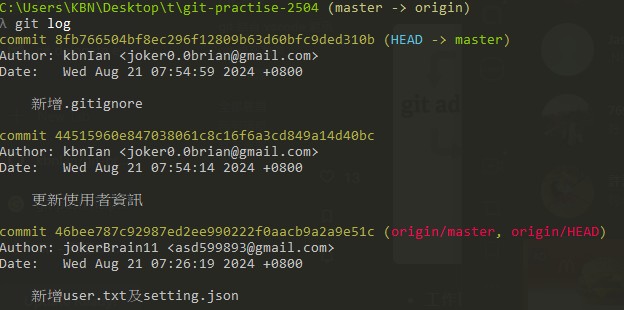 C:\Users\KBN\Desktop\t\git-practise-2504 (master -> origin)
λ git log
commit 8fb766504bf8ec296f12809b63d60bfc9ded310b (HEAD -> master)
Author: kbnIan <joker0.0brian@gmail.com>
Date:   Wed Aug 21 07:54:59 2024 +0800
新增.gitignore
commit 44515960e847038061c8c16f6a3cd849a14d40bc
Author: kbnIan <joker0.0brian@gmail.com>
Date:   Wed Aug 21 07:54:14 2024 +0800
更新使用者資訊
commit 46bee787c92987ed2ee990222f0aacb9a2a9e51c (origin/master, origin/HEAD)
Author: jokerBrain11 <asd599893@gmail.com>
Date:   Wed Aug 21 07:26:19 2024 +0800
新增user.txt及setting.json